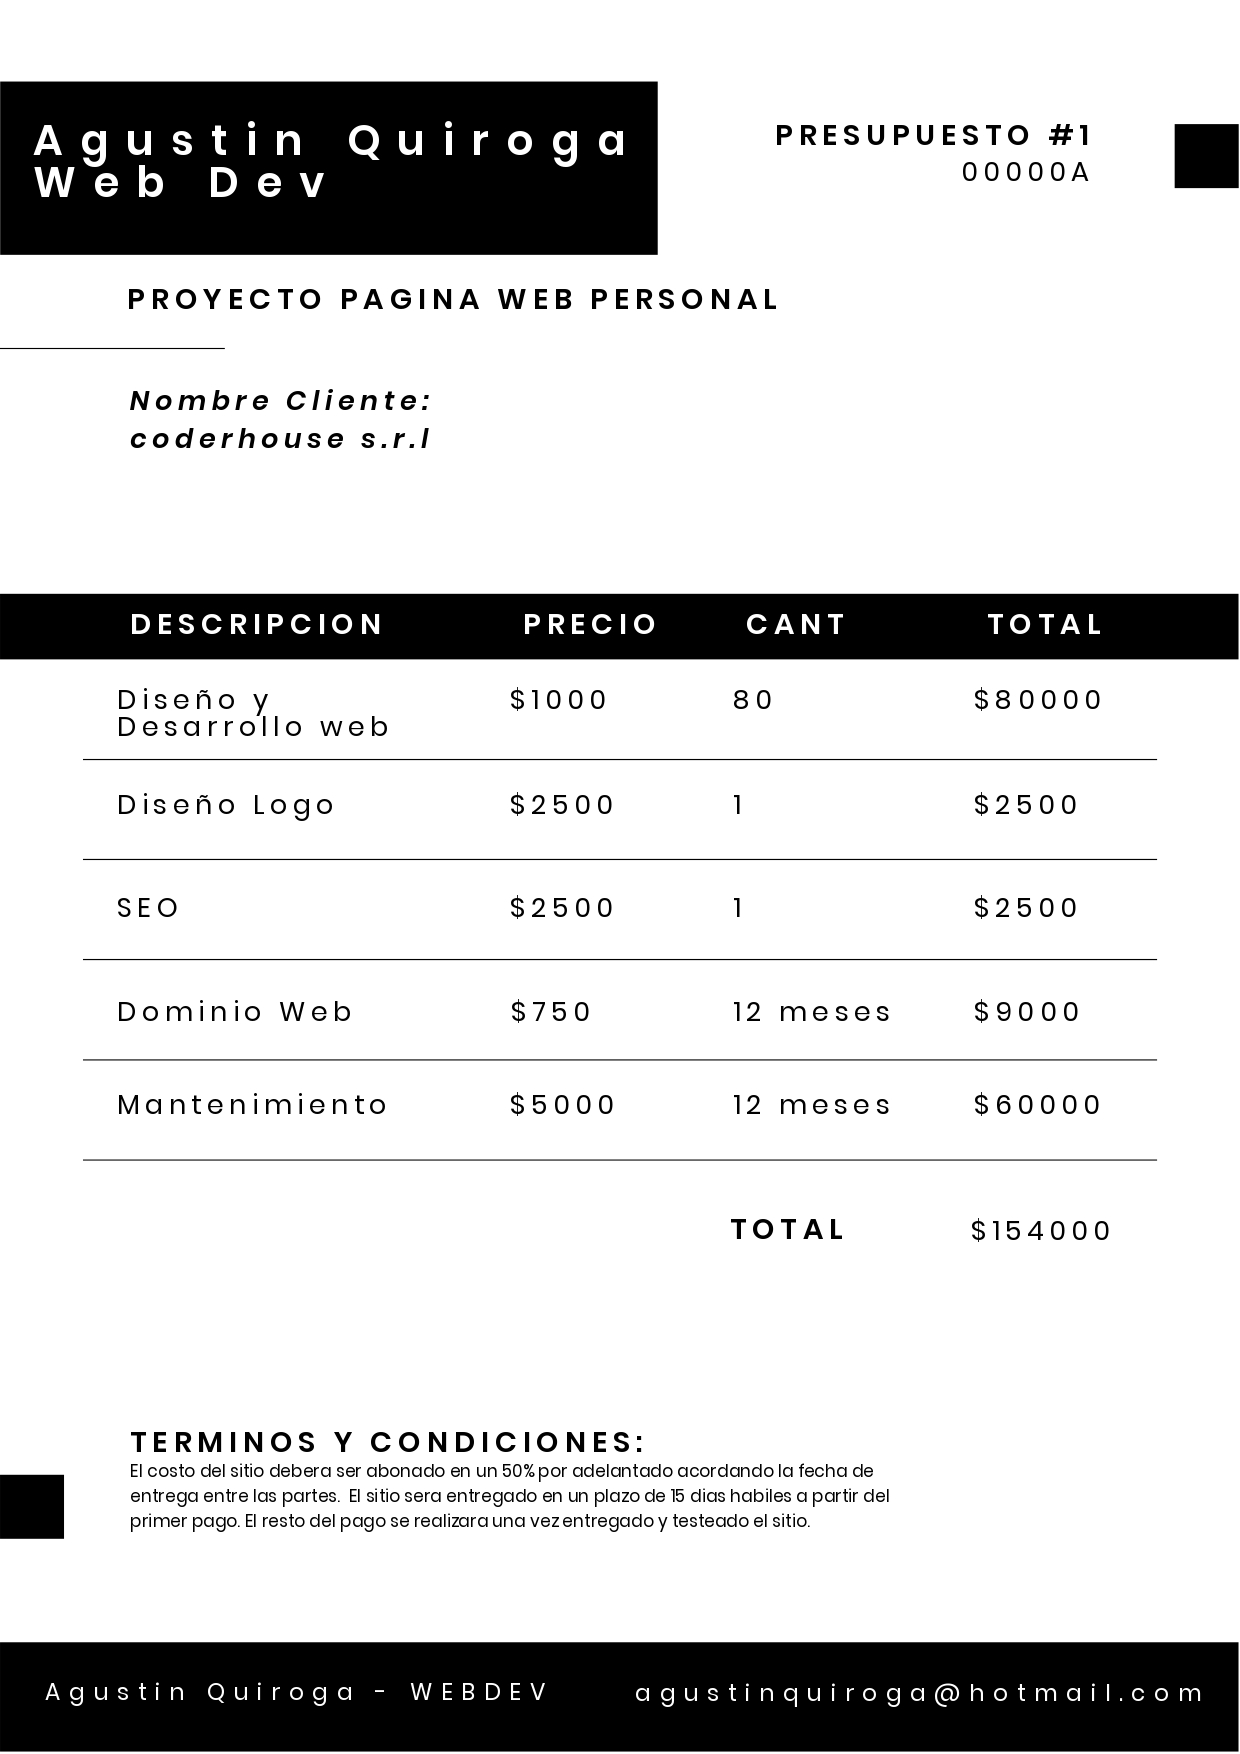 Agustin Quiroga
Web Dev
PRESUPUESTO #1
00000A
PROYECTO PAGINA WEB PERSONAL
Nombre Cliente:
coderhouse s.r.l
DESCRIPCION PRECIO CANT TOTAL
Diseño y
Desarrollo web $1000 80 $80000
Diseño Logo $2500 1 $2500
SEO $2500 1 $2500
Dominio Web $750 12 meses $9000
Mantenimiento $5000 12 meses $60000
TOTAL $154000
TERMINOS Y CONDICIONES:
El costo del sitio debera ser abonado en un 50% por adelantado acordando la fecha de
entrega entre las partes. El sitio sera entregado en un plazo de 15 dias habiles a partir del
primer pago. El resto del pago se realizara una vez entregado y testeado el sitio.
Agustin Quiroga - WEBDEV agustinquiroga@hotmail.com